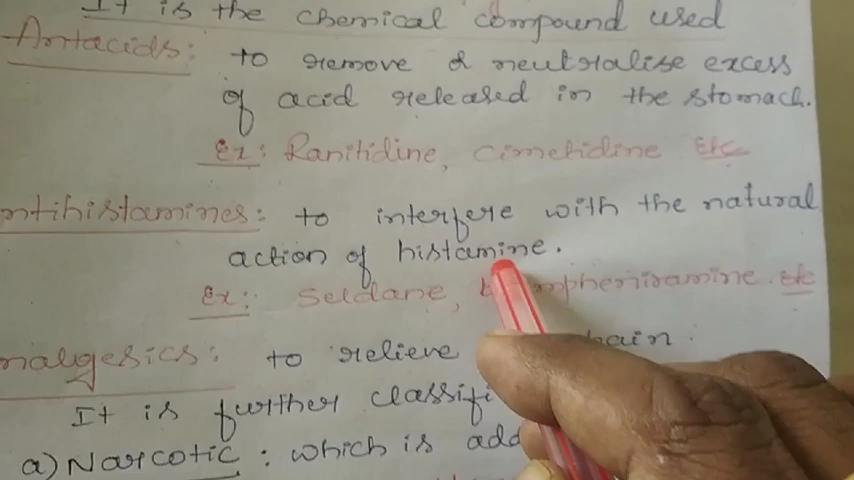 It is the chemical compound used
Antacids: to remove or neutralise excess
of acid released in the stomach.
Ex: Ranitidine, Cimetidine Etc
ntihistamines: to interfere with the natural
action of histamine.
Ex: Seldane, mpheniramine. etc
nalgesics: to relieve pain.
It is further classifi
a) Narcotic: which is add